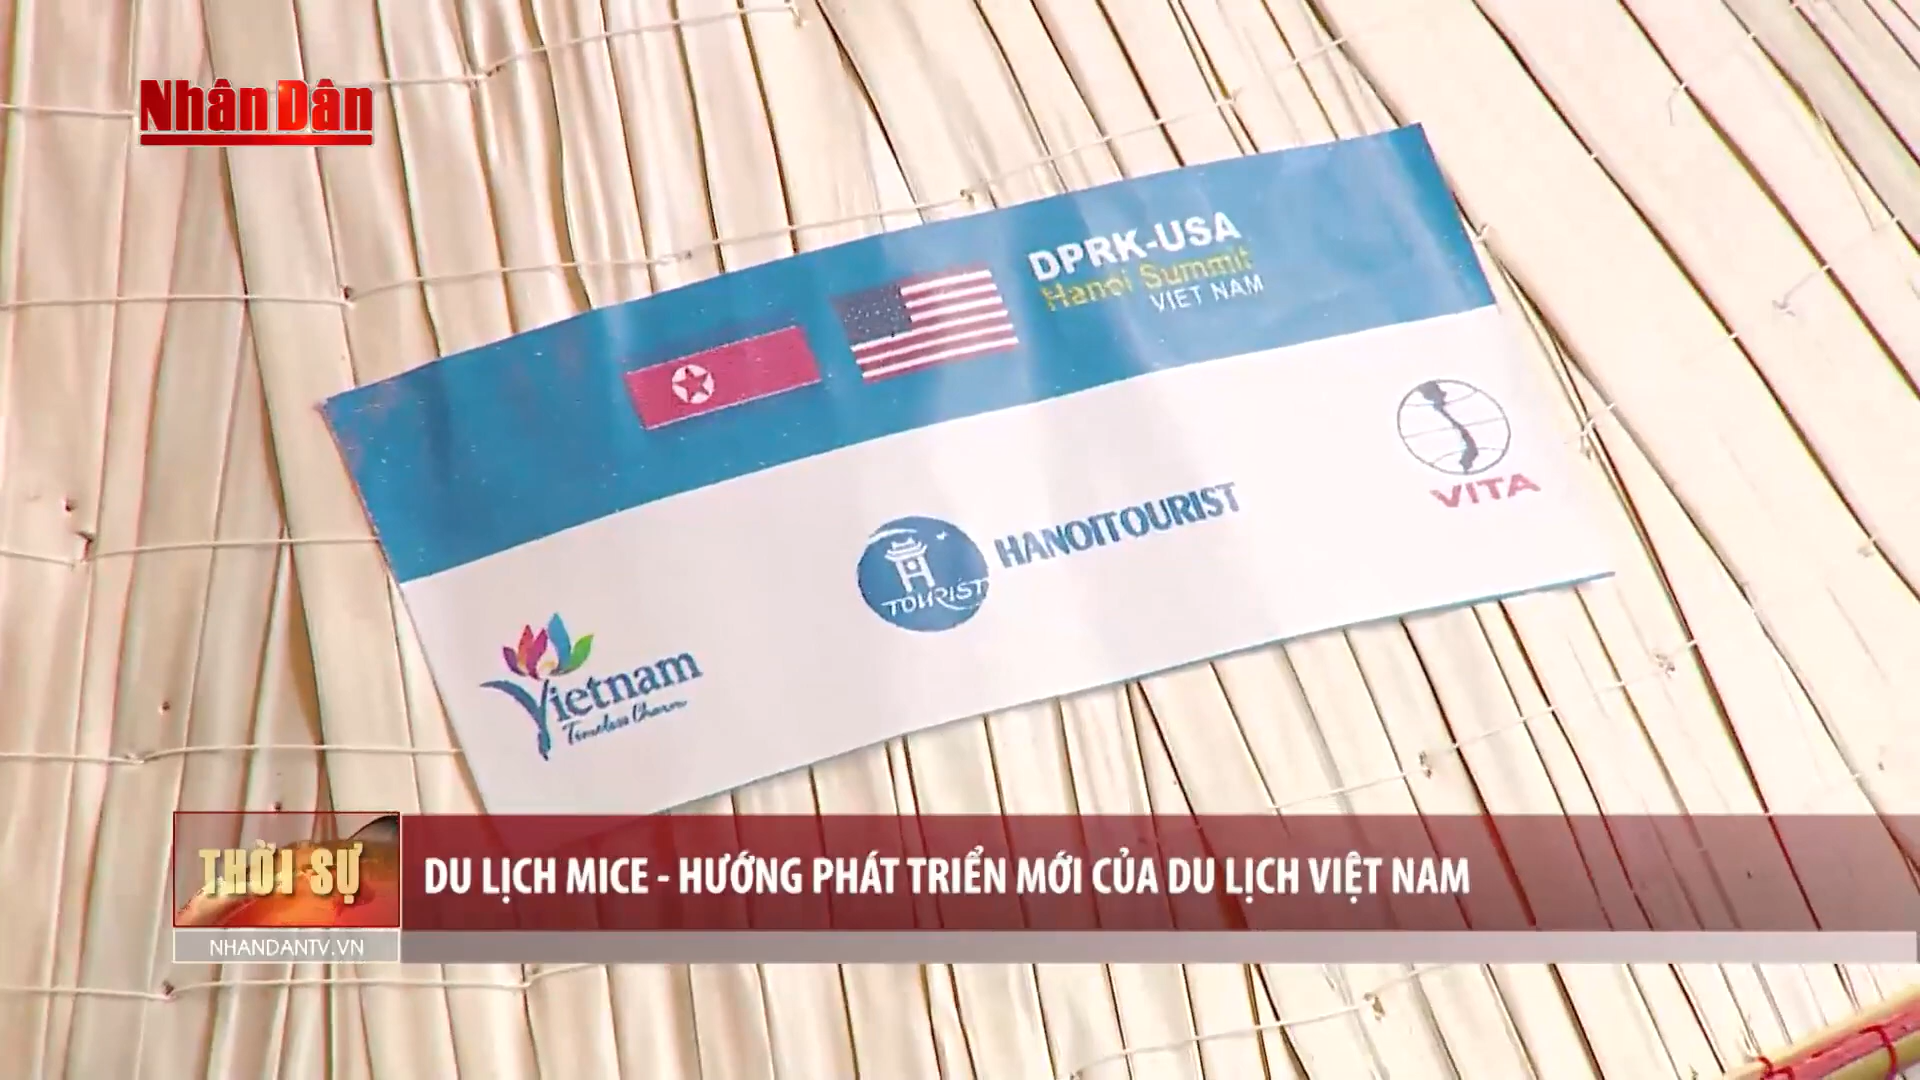 Nhân Dân
DPRK-USA
Hanoi Summit
VIET NAM
VITA
HANOITOURIST
TOURIST
Vietnam
Timeless Charm
THỜI SỰ
DU LỊCH MICE - HƯỚNG PHÁT TRIỂN MỚI CỦA DU LỊCH VIỆT NAM
NHANDANTV.VN